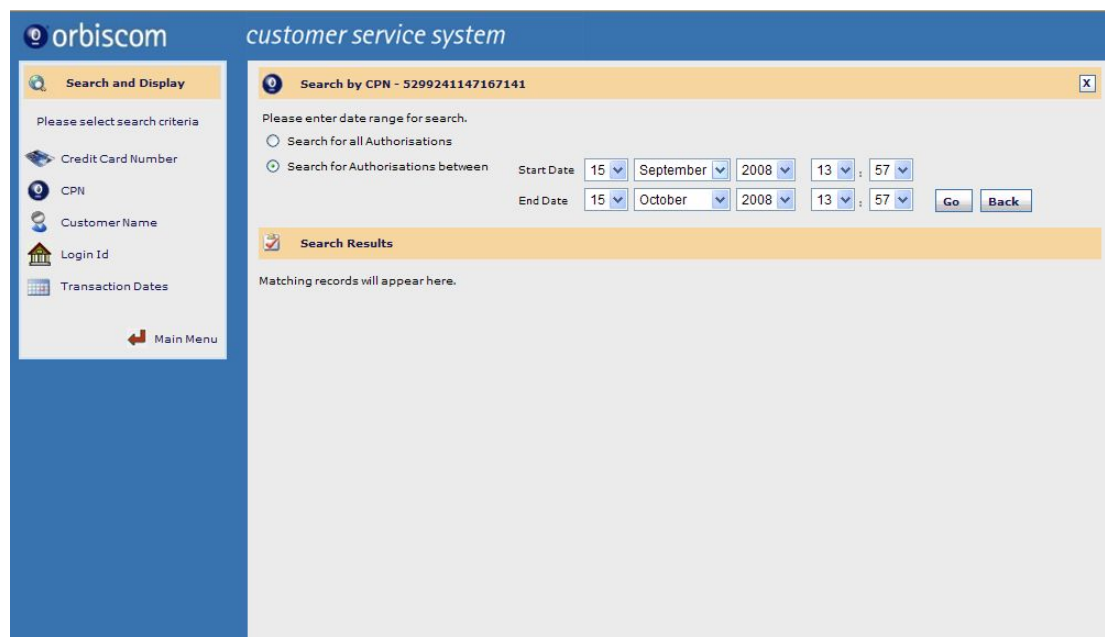 orbiscom
customer service system
Search and Display
Please select search criteria
Credit Card Number
CPN
Customer Name
Login Id
Transaction Dates
Main Menu
Search by CPN - 5299241147167141
X
Please enter date range for search.
Search for all Authorisations
Search for Authorisations between
Start Date 15 September 2008 13 : 57
End Date 15 October 2008 13 : 57 Go Back
Search Results
Matching records will appear here.